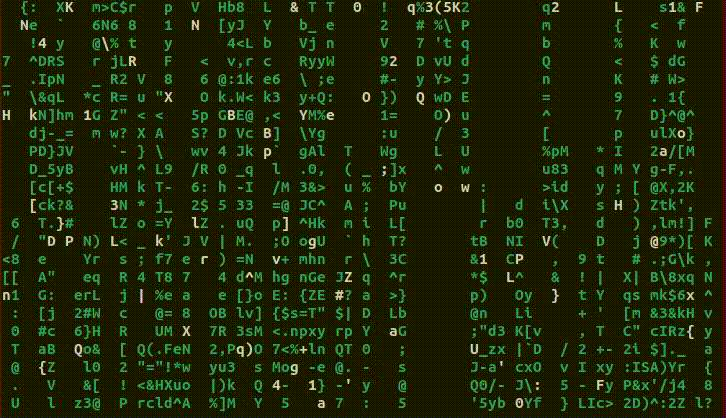 {: XK m>C$r p V Hb8 L & T T 0 ! q%3(5K2 q2 L s1& F
Ne ` 6N6 8 1 N [yJ Y b_ e 2 # %\ P m { < f
!4 y @\% t y 4<L b Vj n V 7 q t b % K w
7 ^DRS r jLR F < v,r c RyyW 92 D vU d Q < $ dG
_ .IpN _ R2 V 8 6 @:1k e6 \ ;e #- y Y> J n K # W>
" \&qL *c R= u "X O k.W< k3 y+Q: O }) Q wD E = 9 . 1{
H kN]hm 1G Z" < < 5p GBE@ ,< YM%e 1= O) u ^ 7 D}^@^
dj-_= m w? X A S? D Vc B] \Yg :u / 3 [ p ulXo}
PD}JV `- } \ wv 4 Jk p` gAl T Wg L U %pM * I 2a/[M
D_5yB vH ^ L9 /R 0 _q l .0, ( _ ;]x ^ w u83 q M Y g-F,.
[c[+$ HM k T- 6: h -I /M 3&> u % bY o w : >id y ; [ @X,2K
[ck?& 3N * j_ 2$ 5 33 =@ JC^ A ; Pu | d i\X s H ) Ztk',
6 T.}# lZ o =Y lZ . uQ p] ^Hk m i L[ r b0 T3, d ) ,lm!] F
/ "D P N) L< _ k' J V | M. ;O ogU ` h T? tB NI V( D j @9*)[ K
<8 e Yr s ; f7 e r ) =N v+ mhn r \ 3C &1 CP , 9 t # .;G\k ,
[[ A" eq R 4 T8 7 4 d^M hg nGe JZ q ^r *$ L^ & ! | X| B\8xq N
n1 G: erL j | %e a e [}o E: {ZE #? a >} p) Oy } t Y qs mk$6x ^
: [j 2#W c @= 8 OB lv] {$s=T" $| D Lb @n Li + ' [m &3&kH v
0 #c 6}H R UM X 7R 3sM <.npxy rp Y aG ;"d3 K[v , T C" cIRz{ y
T aB Qo& [ Q(.FeN 2,Pq)O 7<%+ln QT 0 ; U_zx |`D / 2 +- 2i $]._ a
@ {Z l0 2 "="!*w yu3 s Mog -e @. - ; J-a' cxO v I xy :ISA)Yr {
. V &[ ! <&HXuo |)k Q 4- 1} -' y @ Q0/- J\: 5 - Fy P&x'/j4 8
U l z3@ P rcld^A %]M Y 5 a 7 : 5 '5yb 0Yf } LIc> 2D)^:2Z l?